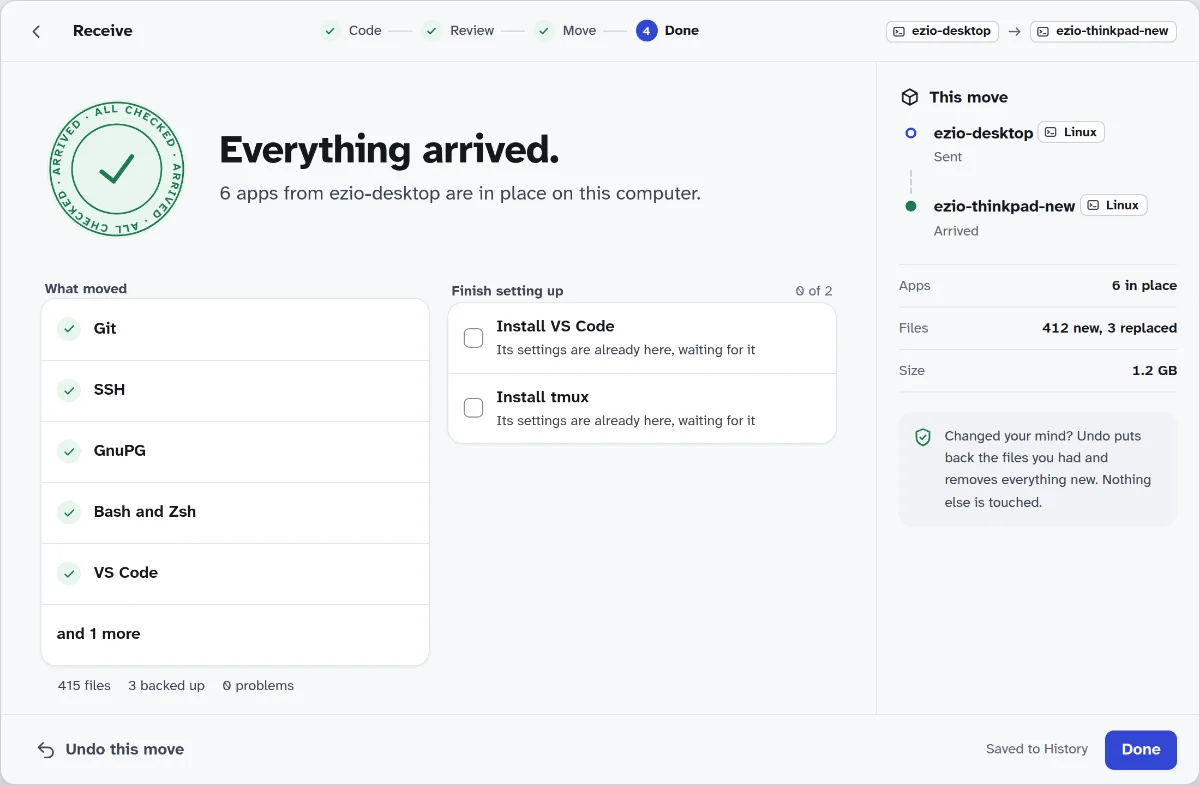 Receive
Code
Review
Move
4 Done
ezio-desktop → ezio-thinkpad-new
ARRIVED · ALL CHECKED · ARRIVED · ALL CHECKED ·
Everything arrived.
6 apps from ezio-desktop are in place on this computer.
What moved
Git
SSH
GnuPG
Bash and Zsh
VS Code
and 1 more
415 files 3 backed up 0 problems
Finish setting up 0 of 2
Install VS Code
Its settings are already here, waiting for it
Install tmux
Its settings are already here, waiting for it
This move
ezio-desktop Linux
Sent
ezio-thinkpad-new Linux
Arrived
Apps 6 in place
Files 412 new, 3 replaced
Size 1.2 GB
Changed your mind? Undo puts
back the files you had and
removes everything new. Nothing
else is touched.
Undo this move
Saved to History
Done